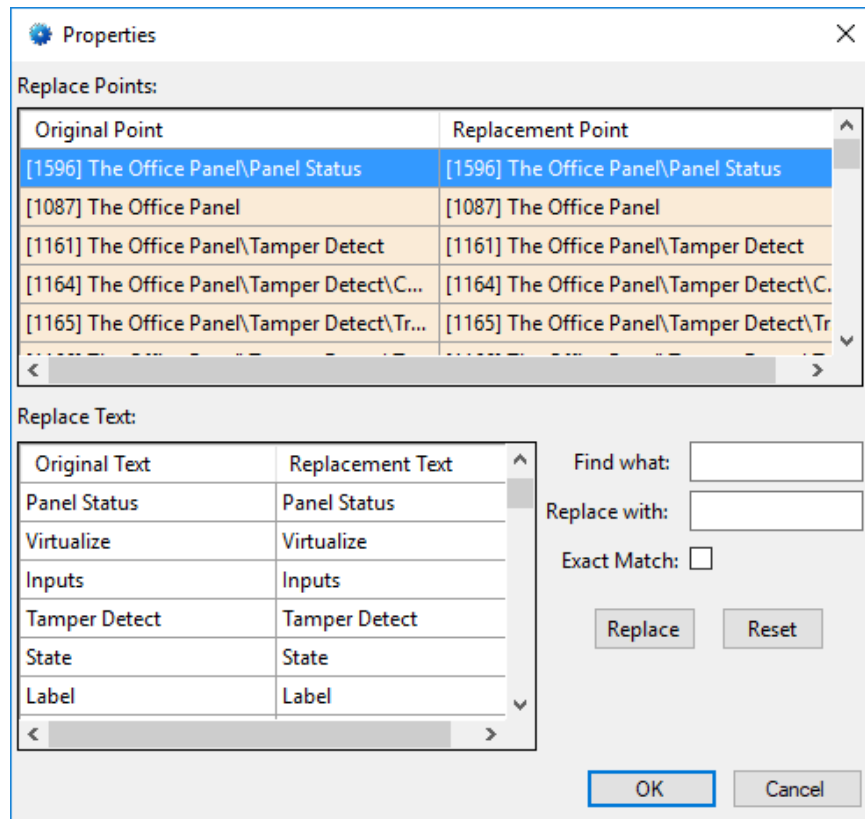 Properties
Replace Points:
Original Point Replacement Point
[1596] The Office Panel\Panel Status [1596] The Office Panel\Panel Status
[1087] The Office Panel [1087] The Office Panel
[1161] The Office Panel\Tamper Detect [1161] The Office Panel\Tamper Detect
[1164] The Office Panel\Tamper Detect\C... [1164] The Office Panel\Tamper Detect\C.
[1165] The Office Panel\Tamper Detect\Tr... [1165] The Office Panel\Tamper Detect\Tr
Replace Text:
Original Text Replacement Text
Find what:
Panel Status Panel Status
Replace with:
Virtualize Virtualize
Exact Match:
Inputs Inputs
Tamper Detect Tamper Detect
Replace Reset
State State
Label Label
OK Cancel